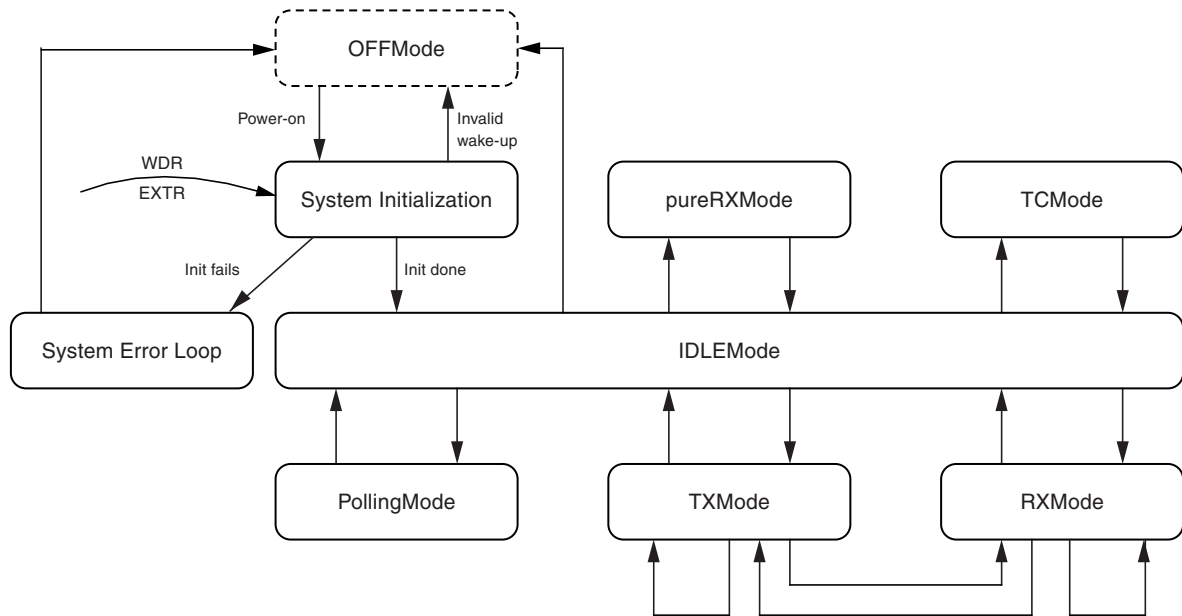 OFFMode
Power-on
Invalid
wake-up
WDR
EXTR
System Initialization
pureRXMode
TCMode
Init fails
Init done
System Error Loop
IDLEMode
PollingMode
TXMode
RXMode